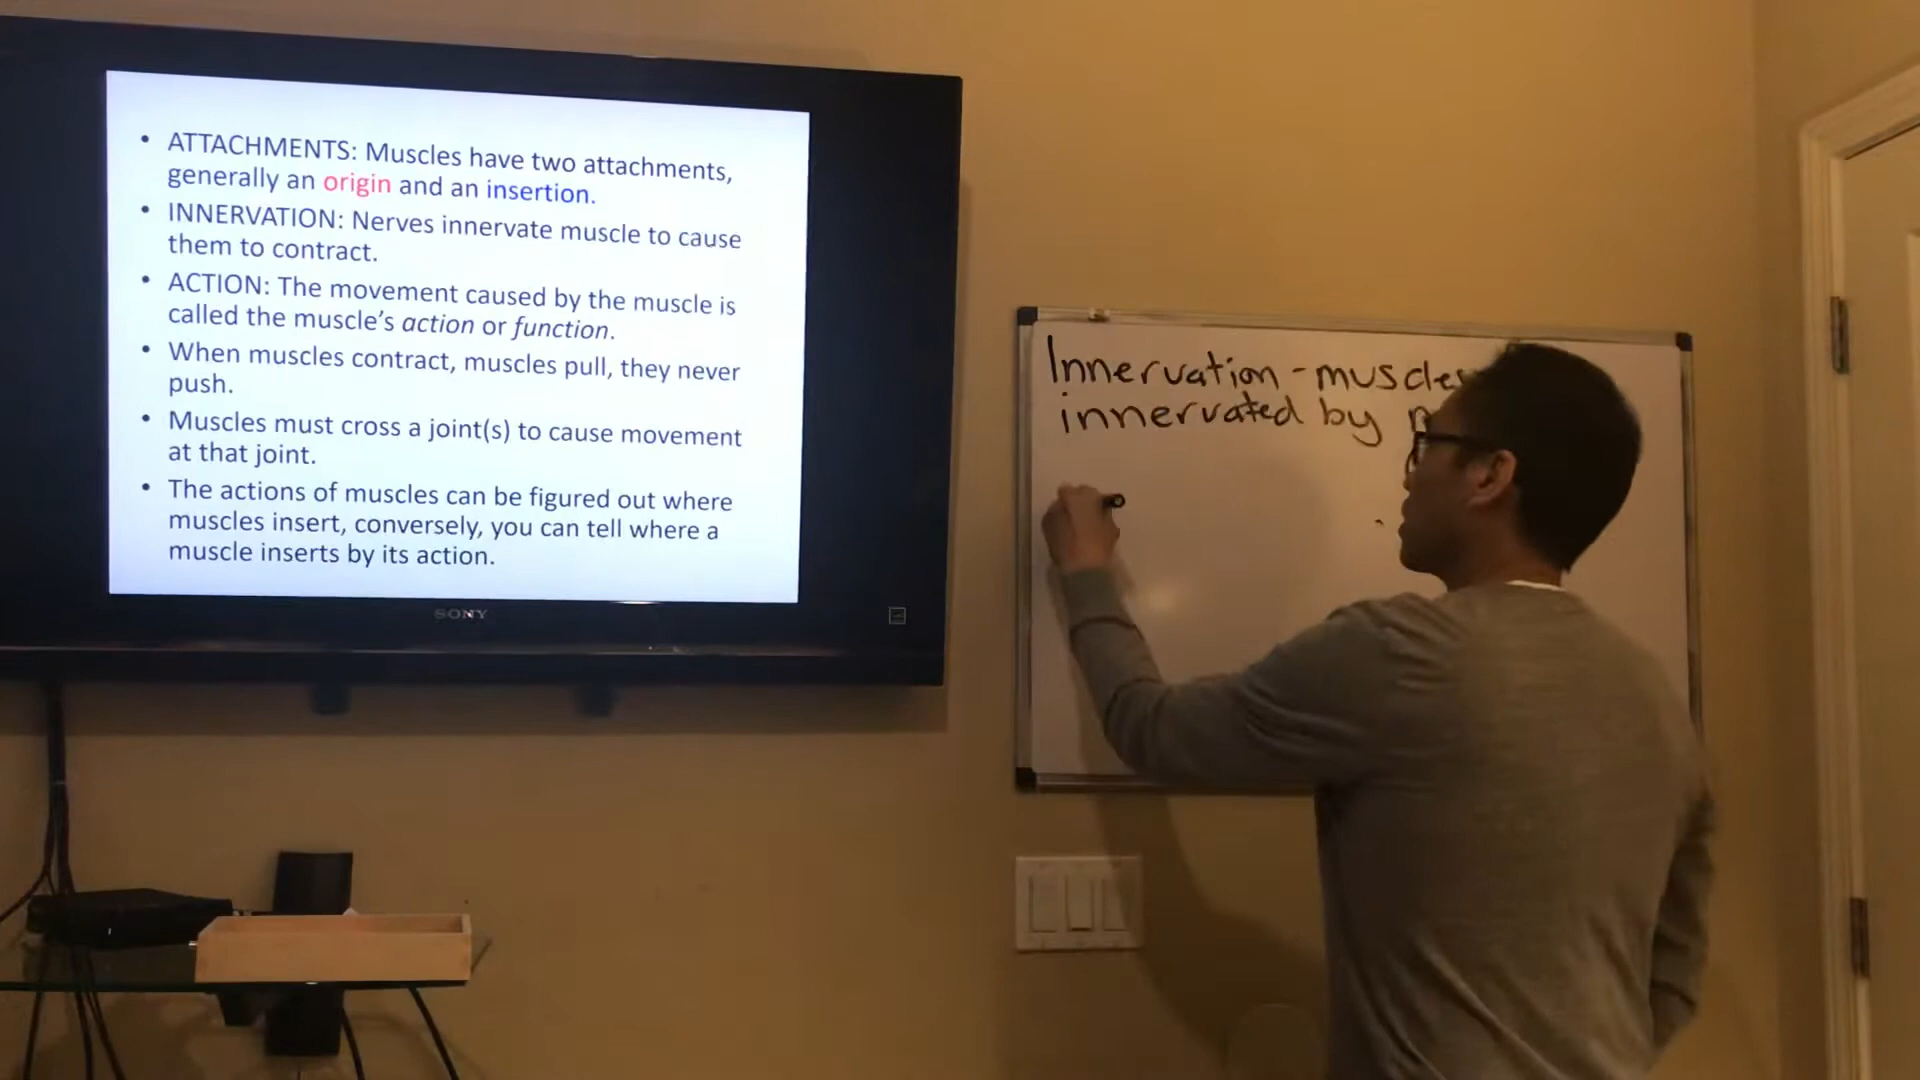 • ATTACHMENTS: Muscles have two attachments,
generally an origin and an insertion.
• INNERVATION: Nerves innervate muscle to cause
them to contract.
• ACTION: The movement caused by the muscle is
called the muscle's action or function.
• When muscles contract, muscles pull, they never
push.
• Muscles must cross a joint(s) to cause movement
at that joint.
• The actions of muscles can be figured out where
muscles insert, conversely, you can tell where a
muscle inserts by its action.
SONY
Innervation - muscles
innervated by